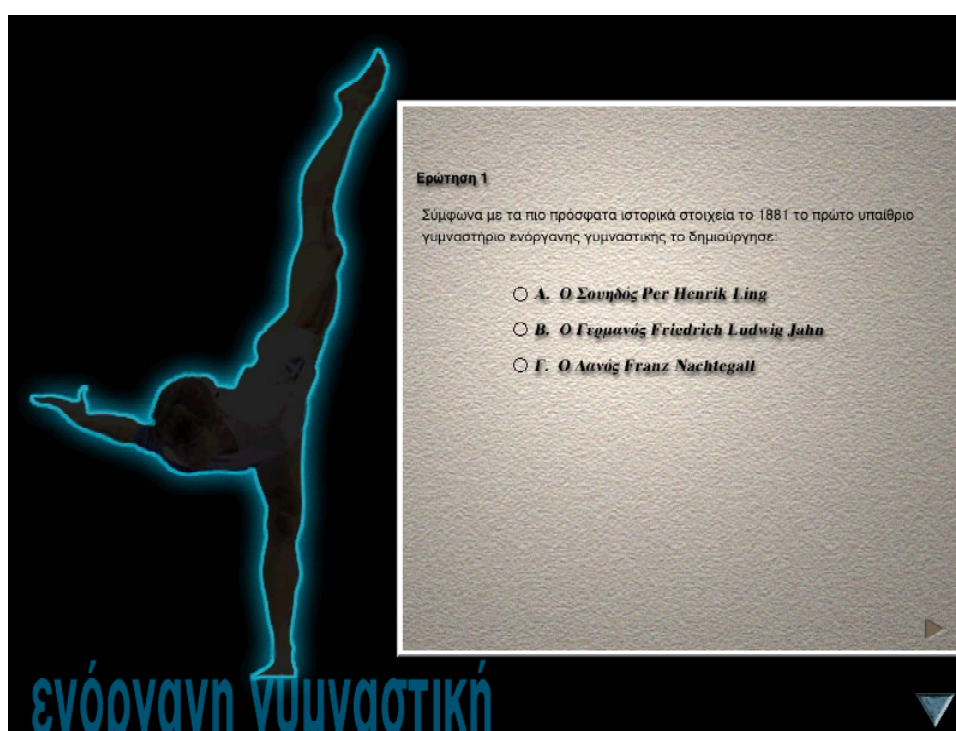 Ερώτηση 1
Σύμφωνα με τα πιο πρόσφατα ιστορικά στοιχεία το 1881 το πρώτο υπαίθριο
γυμναστήριο ενόργανης γυμναστικής το δημιούργησε:
Α. Ο Σουηδός Per Henrik Ling
Β. Ο Γερμανός Friedrich Ludwig Jahn
Γ. Ο Δανός Franz Nachtegall
ενόργανη γυμναστική